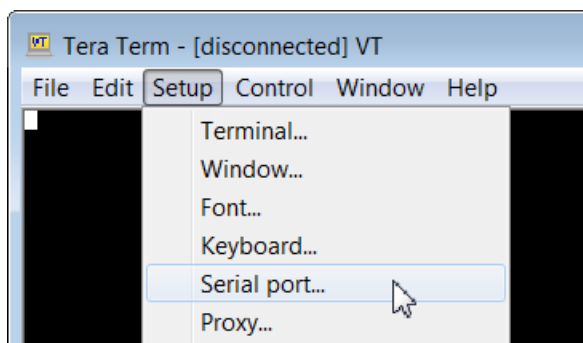 VT
Tera Term - [disconnected] VT
File Edit Setup Control Window Help
Terminal...
Window...
Font...
Keyboard...
Serial port...
Proxy...